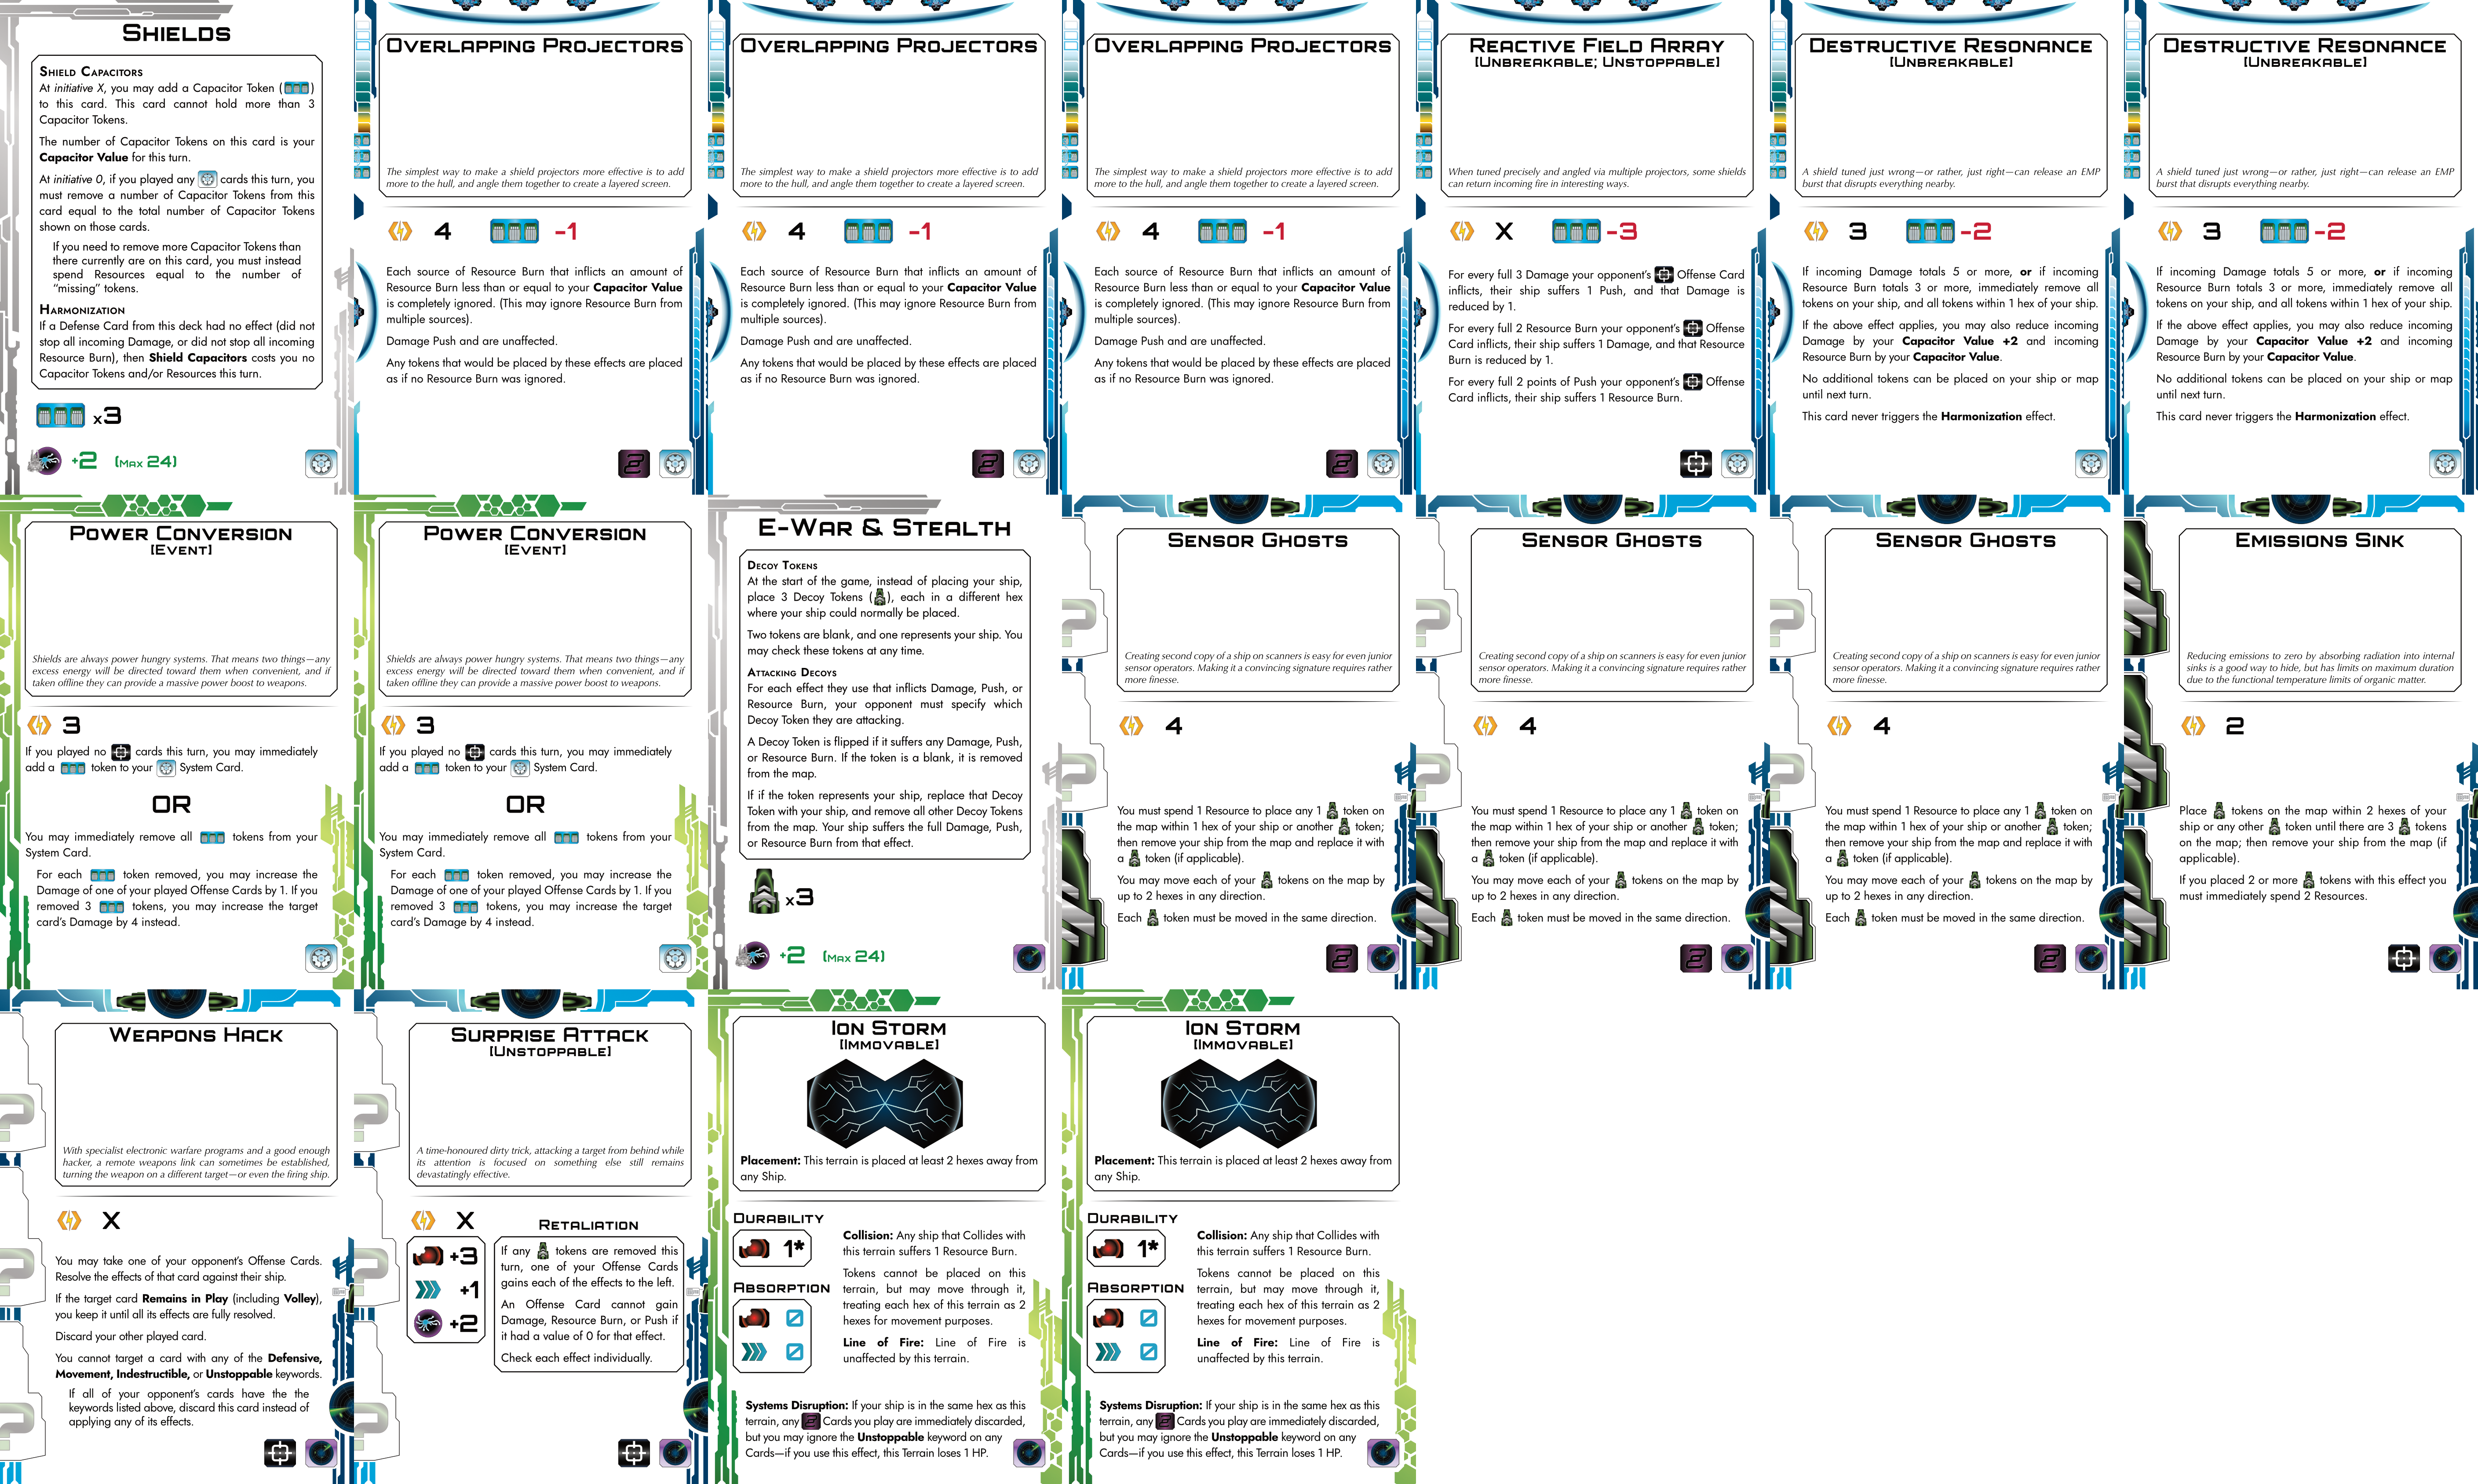 Shields
Shield Capacitors
At initiative X, you may add a Capacitor Token ( )
to this card. This card cannot hold more than 3
Capacitor Tokens.
The number of Capacitor Tokens on this card is your
Capacitor Value for this turn.
At initiative 0, if you played any cards this turn, you
must remove a number of Capacitor Tokens from this
card equal to the total number of Capacitor Tokens
shown on those cards.
If you need to remove more Capacitor Tokens than
there currently are on this card, you must instead
spend Resources equal to the number of
“missing” tokens.
Harmonization
If a Defense Card from this deck had no effect (did not
stop all incoming Damage, or did not stop all incoming
Resource Burn), then Shield Capacitors costs you no
Capacitor Tokens and/or Resources this turn.
x3
+2 (Max 24)
Overlapping Projectors
The simplest way to make a shield projectors more effective is to add
more to the hull, and angle them together to create a layered screen.
4 -1
Each source of Resource Burn that inflicts an amount of
Resource Burn less than or equal to your Capacitor Value
is completely ignored. (This may ignore Resource Burn from
multiple sources).
Damage Push and are unaffected.
Any tokens that would be placed by these effects are placed
as if no Resource Burn was ignored.
2
Overlapping Projectors
The simplest way to make a shield projectors more effective is to add
more to the hull, and angle them together to create a layered screen.
4 -1
Each source of Resource Burn that inflicts an amount of
Resource Burn less than or equal to your Capacitor Value
is completely ignored. (This may ignore Resource Burn from
multiple sources).
Damage Push and are unaffected.
Any tokens that would be placed by these effects are placed
as if no Resource Burn was ignored.
2
Overlapping Projectors
The simplest way to make a shield projectors more effective is to add
more to the hull, and angle them together to create a layered screen.
4 -1
Each source of Resource Burn that inflicts an amount of
Resource Burn less than or equal to your Capacitor Value
is completely ignored. (This may ignore Resource Burn from
multiple sources).
Damage Push and are unaffected.
Any tokens that would be placed by these effects are placed
as if no Resource Burn was ignored.
2
Reactive Field Array
[Unbreakable; Unstoppable]
When tuned precisely and angled via multiple projectors, some shields
can return incoming fire in interesting ways.
X -3
For every full 3 Damage your opponent’s Offense Card
inflicts, their ship suffers 1 Push, and that Damage is
reduced by 1.
For every full 2 Resource Burn your opponent’s Offense
Card inflicts, their ship suffers 1 Damage, and that Resource
Burn is reduced by 1.
For every full 2 points of Push your opponent’s Offense
Card inflicts, their ship suffers 1 Resource Burn.
Destructive Resonance
[Unbreakable]
A shield tuned just wrong—or rather, just right—can release an EMP
burst that disrupts everything nearby.
3 -2
If incoming Damage totals 5 or more, or if incoming
Resource Burn totals 3 or more, immediately remove all
tokens on your ship, and all tokens within 1 hex of your ship.
If the above effect applies, you may also reduce incoming
Damage by your Capacitor Value +2 and incoming
Resource Burn by your Capacitor Value.
No additional tokens can be placed on your ship or map
until next turn.
This card never triggers the Harmonization effect.
Destructive Resonance
[Unbreakable]
A shield tuned just wrong—or rather, just right—can release an EMP
burst that disrupts everything nearby.
3 -2
If incoming Damage totals 5 or more, or if incoming
Resource Burn totals 3 or more, immediately remove all
tokens on your ship, and all tokens within 1 hex of your ship.
If the above effect applies, you may also reduce incoming
Damage by your Capacitor Value +2 and incoming
Resource Burn by your Capacitor Value.
No additional tokens can be placed on your ship or map
until next turn.
This card never triggers the Harmonization effect.
Power Conversion
[Event]
Shields are always power hungry systems. That means two things—any
excess energy will be directed toward them when convenient, and if
taken offline they can provide a massive power boost to weapons.
3
If you played no cards this turn, you may immediately
add a token to your System Card.
OR
You may immediately remove all tokens from your
System Card.
For each token removed, you may increase the
Damage of one of your played Offense Cards by 1. If you
removed 3 tokens, you may increase the target
card’s Damage by 4 instead.
Power Conversion
[Event]
Shields are always power hungry systems. That means two things—any
excess energy will be directed toward them when convenient, and if
taken offline they can provide a massive power boost to weapons.
3
If you played no cards this turn, you may immediately
add a token to your System Card.
OR
You may immediately remove all tokens from your
System Card.
For each token removed, you may increase the
Damage of one of your played Offense Cards by 1. If you
removed 3 tokens, you may increase the target
card’s Damage by 4 instead.
E-War & Stealth
Decoy Tokens
At the start of the game, instead of placing your ship,
place 3 Decoy Tokens ( ), each in a different hex
where your ship could normally be placed.
Two tokens are blank, and one represents your ship. You
may check these tokens at any time.
Attacking Decoys
For each effect they use that inflicts Damage, Push, or
Resource Burn, your opponent must specify which
Decoy Token they are attacking.
A Decoy Token is flipped if it suffers any Damage, Push,
or Resource Burn. If the token is a blank, it is removed
from the map.
If if the token represents your ship, replace that Decoy
Token with your ship, and remove all other Decoy Tokens
from the map. Your ship suffers the full Damage, Push,
or Resource Burn from that effect.
x3
+2 (Max 24)
Sensor Ghosts
Creating second copy of a ship on scanners is easy for even junior
sensor operators. Making it a convincing signature requires rather
more finesse.
4
You must spend 1 Resource to place any 1 token on
the map within 1 hex of your ship or another token;
then remove your ship from the map and replace it with
a token (if applicable).
You may move each of your tokens on the map by
up to 2 hexes in any direction.
Each token must be moved in the same direction.
2
Sensor Ghosts
Creating second copy of a ship on scanners is easy for even junior
sensor operators. Making it a convincing signature requires rather
more finesse.
4
You must spend 1 Resource to place any 1 token on
the map within 1 hex of your ship or another token;
then remove your ship from the map and replace it with
a token (if applicable).
You may move each of your tokens on the map by
up to 2 hexes in any direction.
Each token must be moved in the same direction.
2
Sensor Ghosts
Creating second copy of a ship on scanners is easy for even junior
sensor operators. Making it a convincing signature requires rather
more finesse.
4
You must spend 1 Resource to place any 1 token on
the map within 1 hex of your ship or another token;
then remove your ship from the map and replace it with
a token (if applicable).
You may move each of your tokens on the map by
up to 2 hexes in any direction.
Each token must be moved in the same direction.
2
Emissions Sink
Reducing emissions to zero by absorbing radiation into internal
sinks is a good way to hide, but has limits on maximum duration
due to the functional temperature limits of organic matter.
2
Place tokens on the map within 2 hexes of your
ship or any other token until there are 3 tokens
on the map; then remove your ship from the map (if
applicable).
If you placed 2 or more tokens with this effect you
must immediately spend 2 Resources.
Weapons Hack
With specialist electronic warfare programs and a good enough
hacker, a remote weapons link can sometimes be established,
turning the weapon on a different target—or even the firing ship.
X
You may take one of your opponent’s Offense Cards.
Resolve the effects of that card against their ship.
If the target card Remains in Play (including Volley),
you keep it until all its effects are fully resolved.
Discard your other played card.
You cannot target a card with any of the Defensive,
Movement, Indestructible, or Unstoppable keywords.
If all of your opponent’s cards have the the
keywords listed above, discard this card instead of
applying any of its effects.
Surprise Attack
[Unstoppable]
A time-honoured dirty trick, attacking a target from behind while
its attention is focused on something else still remains
devastatingly effective.
X
+3
+1
+2
Retaliation
If any tokens are removed this
turn, one of your Offense Cards
gains each of the effects to the left.
An Offense Card cannot gain
Damage, Resource Burn, or Push if
it had a value of 0 for that effect.
Check each effect individually.
Ion Storm
[Immovable]
Placement: This terrain is placed at least 2 hexes away from
any Ship.
Durability
1*
Absorption
0
0
Collision: Any ship that Collides with
this terrain suffers 1 Resource Burn.
Tokens cannot be placed on this
terrain, but may move through it,
treating each hex of this terrain as 2
hexes for movement purposes.
Line of Fire: Line of Fire is
unaffected by this terrain.
Systems Disruption: If your ship is in the same hex as this
terrain, any 2 Cards you play are immediately discarded,
but you may ignore the Unstoppable keyword on any
Cards—if you use this effect, this Terrain loses 1 HP.
Ion Storm
[Immovable]
Placement: This terrain is placed at least 2 hexes away from
any Ship.
Durability
1*
Absorption
0
0
Collision: Any ship that Collides with
this terrain suffers 1 Resource Burn.
Tokens cannot be placed on this
terrain, but may move through it,
treating each hex of this terrain as 2
hexes for movement purposes.
Line of Fire: Line of Fire is
unaffected by this terrain.
Systems Disruption: If your ship is in the same hex as this
terrain, any 2 Cards you play are immediately discarded,
but you may ignore the Unstoppable keyword on any
Cards—if you use this effect, this Terrain loses 1 HP.